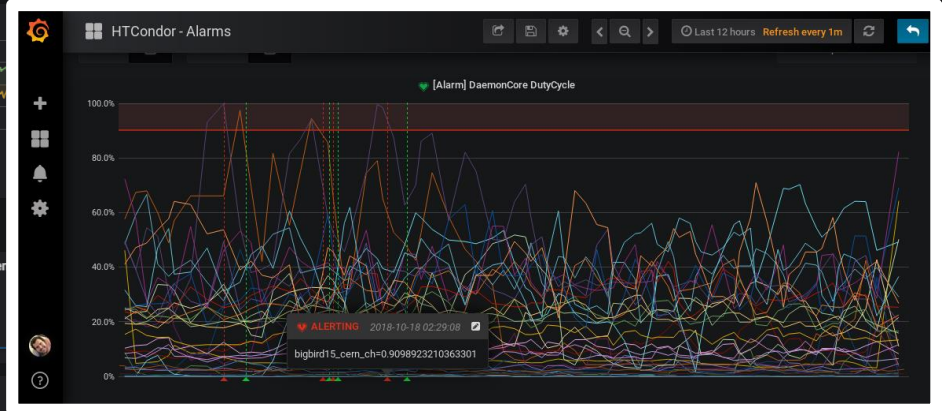 HTCondor - Alarms
Last 12 hours Refresh every 1m
[Alarm] DaemonCore DutyCycle
100.0%
80.0%
60.0%
40.0%
20.0%
0%
ALERTING 2018-10-18 02:29:08
bigbird15_cern_ch=0.9098923210363301